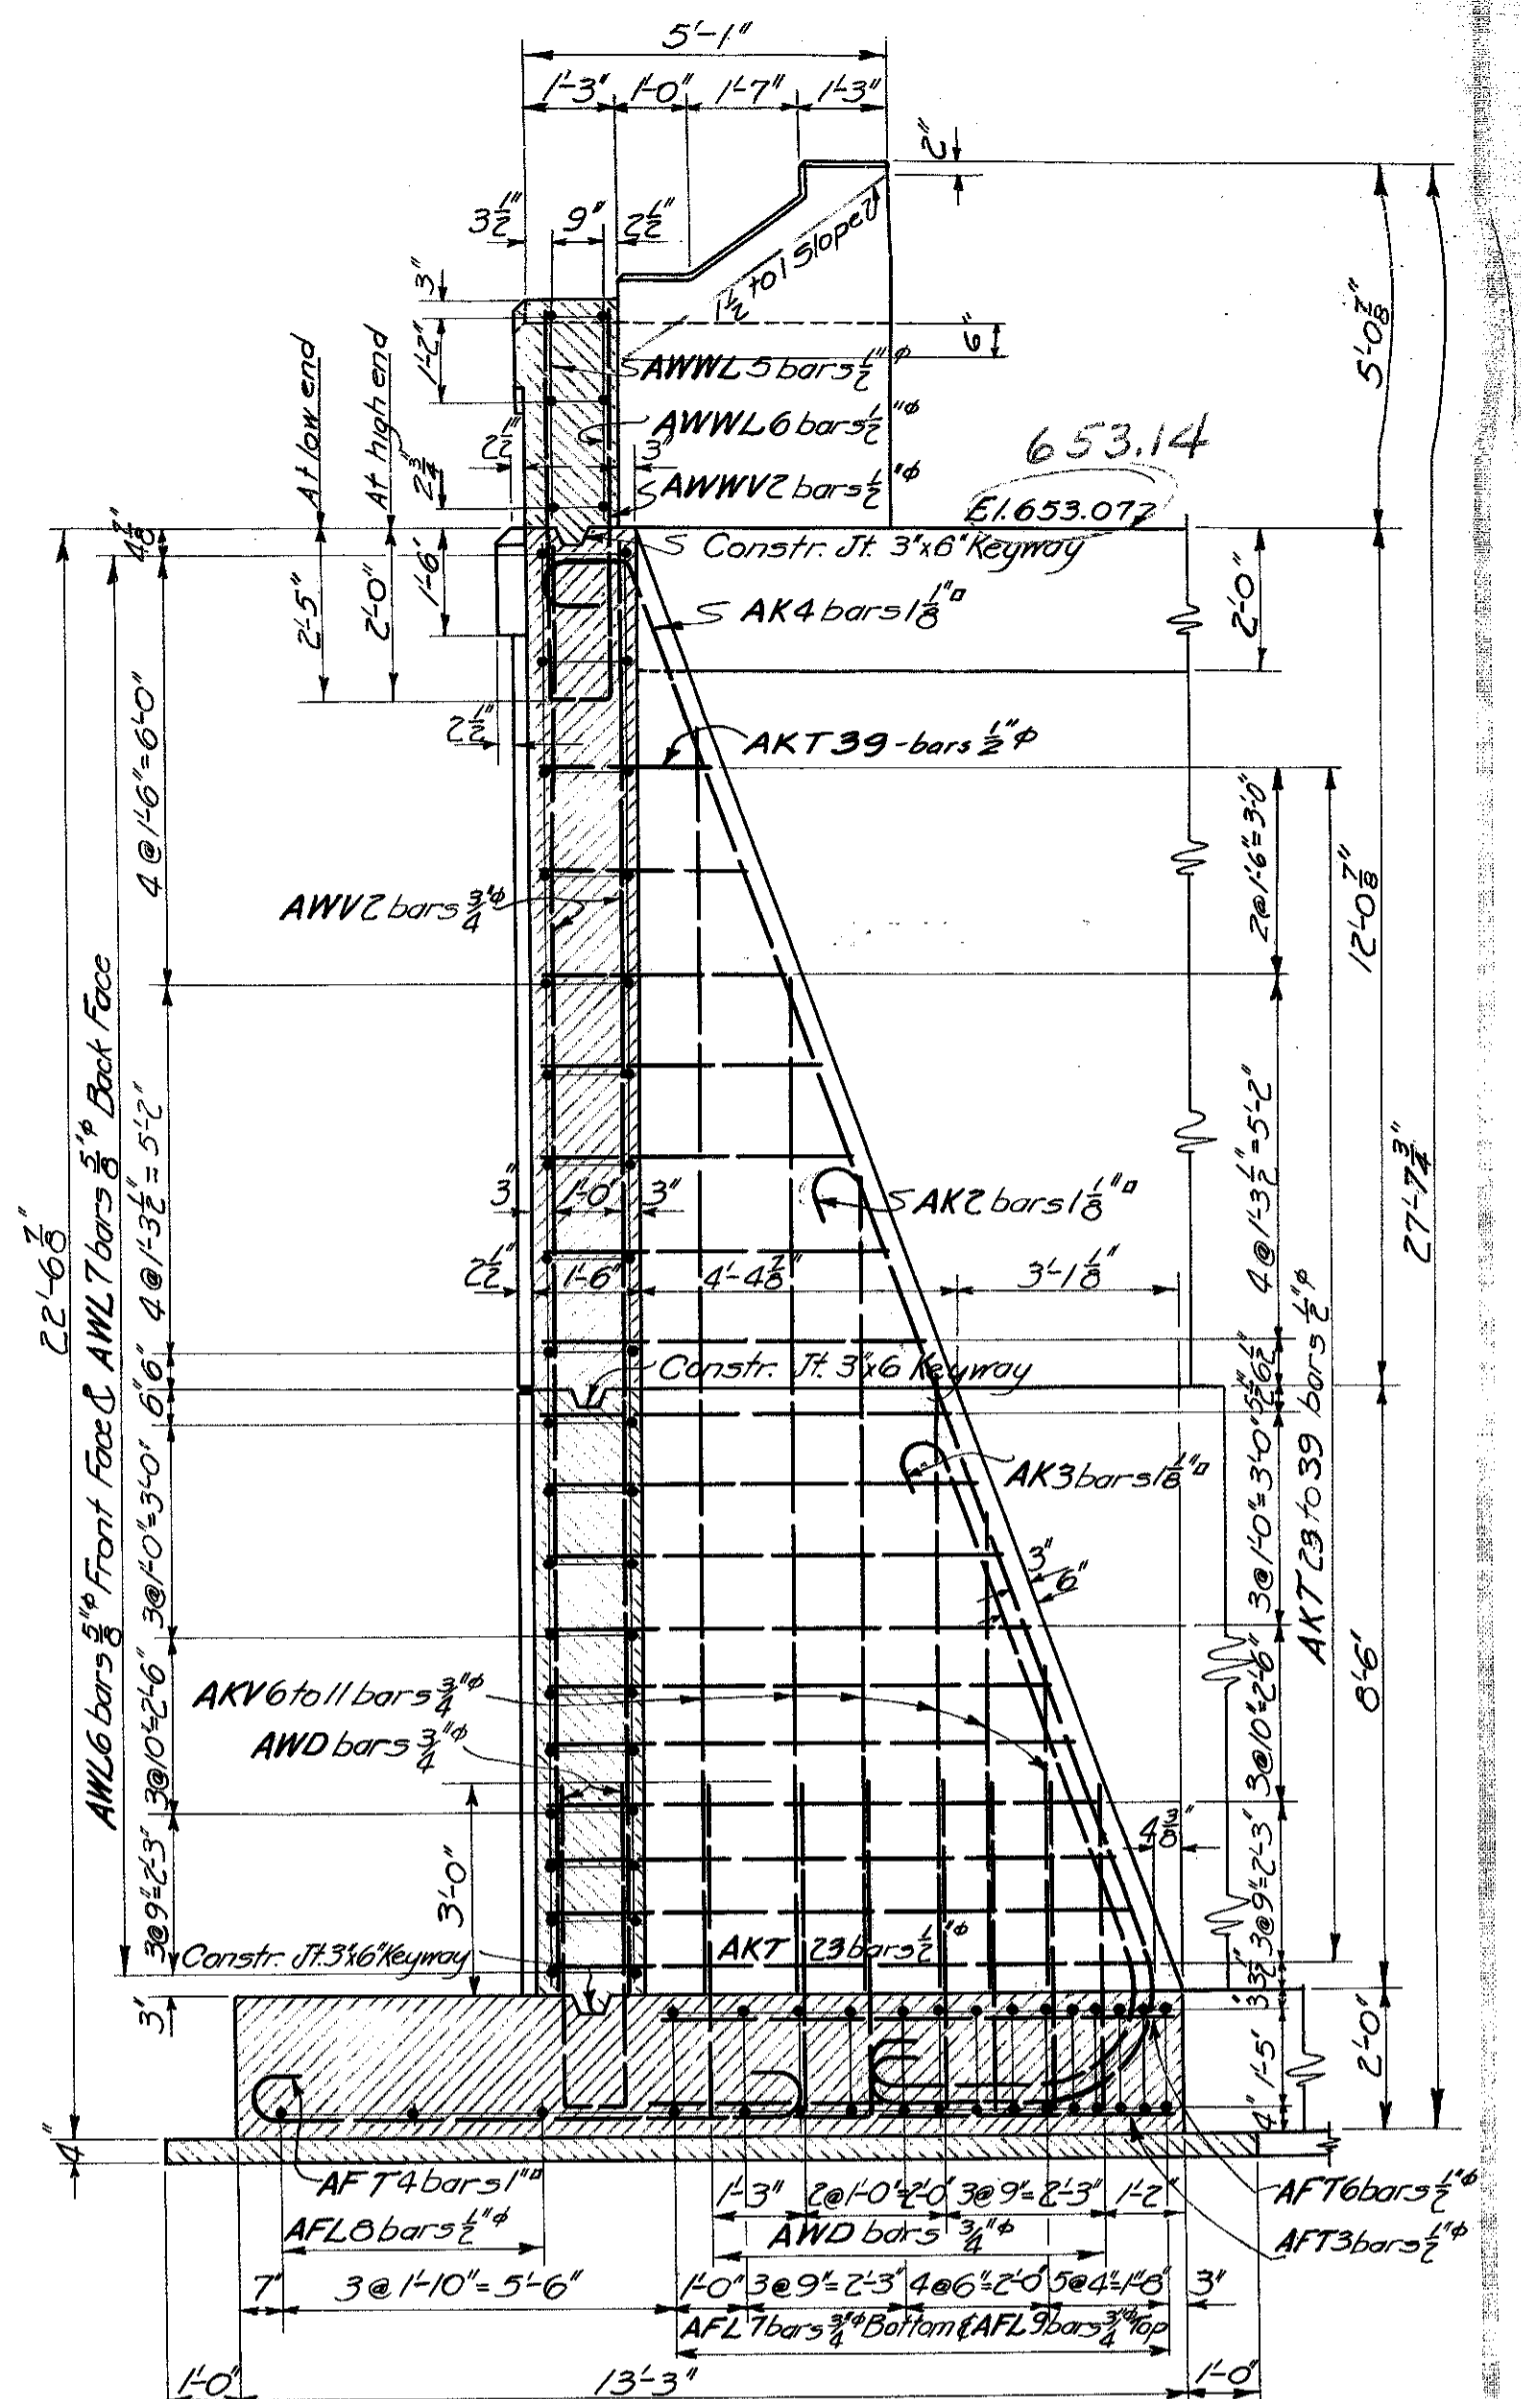 5'-1"
1'-3" 1'-0" 1'-7" 1'-3"
2"
3½" 9" 2½"
1½ to 1 Slope
3"
1'-2"
6"
5'-0⅞"
At low end
At high end
AWWL5 bars ½"φ
AWWL6 bars ½"φ
2½" 3"
2¾"
AWWV2 bars ½"φ
653.14
El. 653.077
4⅞"
Constr. Jt. 3"x6" Keyway
2'-5"
2'-0"
1'-6"
2'-0"
AK4 bars 1⅛"□
2½"
AKT39-bars ½"φ
4@1'-6"=6'-0"
2@1'-6"=3'-0"
12'-0⅞"
AWV2 bars ¾"φ
22'-6⅞"
AWL6 bars ⅝"φ Front Face & AWL7 bars ⅝"φ Back Face
4@1'-3½"=5'-2"
4@1'-3½"=5'-2"
27'-7¾"
3" 1'-0" 3"
AK2 bars 1⅛"□
2½" 1'-6" 4'-4⅞" 3'-1⅛"
6" 6"
5½" 6½"
Constr. Jt. 3"x6 Keyway
AKT 23 to 39 bars ½"φ
3@1'-0"=3'-0"
3@1'-0"=3'-0"
AK3 bars 1⅛"□
3"
6"
3@10"=2'-6"
3@10"=2'-6"
8'-6"
AKV6 to 11 bars ¾"φ
AWD bars ¾"φ
4⅜"
3@9"=2'-3"
3@9"=2'-3"
3'-0"
Constr. Jt. 3"x6" Keyway
AKT 23 bars ½"φ
3½"
3"
3"
1'-5"
2'-0"
4"
4"
AFT4 bars 1"□
1'-3" 2@1'-0"=2'-0" 3@9"=2'-3" 1'-2"
AFT6 bars ½"φ
AFL8 bars ½"φ
AWD bars ¾"φ
AFT3 bars ½"φ
7" 3@1'-10"=5'-6" 1'-0" 3@9"=2'-3" 4@6"=2'-0" 5@4"=1'-8" 3"
AFL7 bars ¾"φ Bottom & AFL9 bars ¾"φ Top
1'-0" 13'-3" 1'-0"